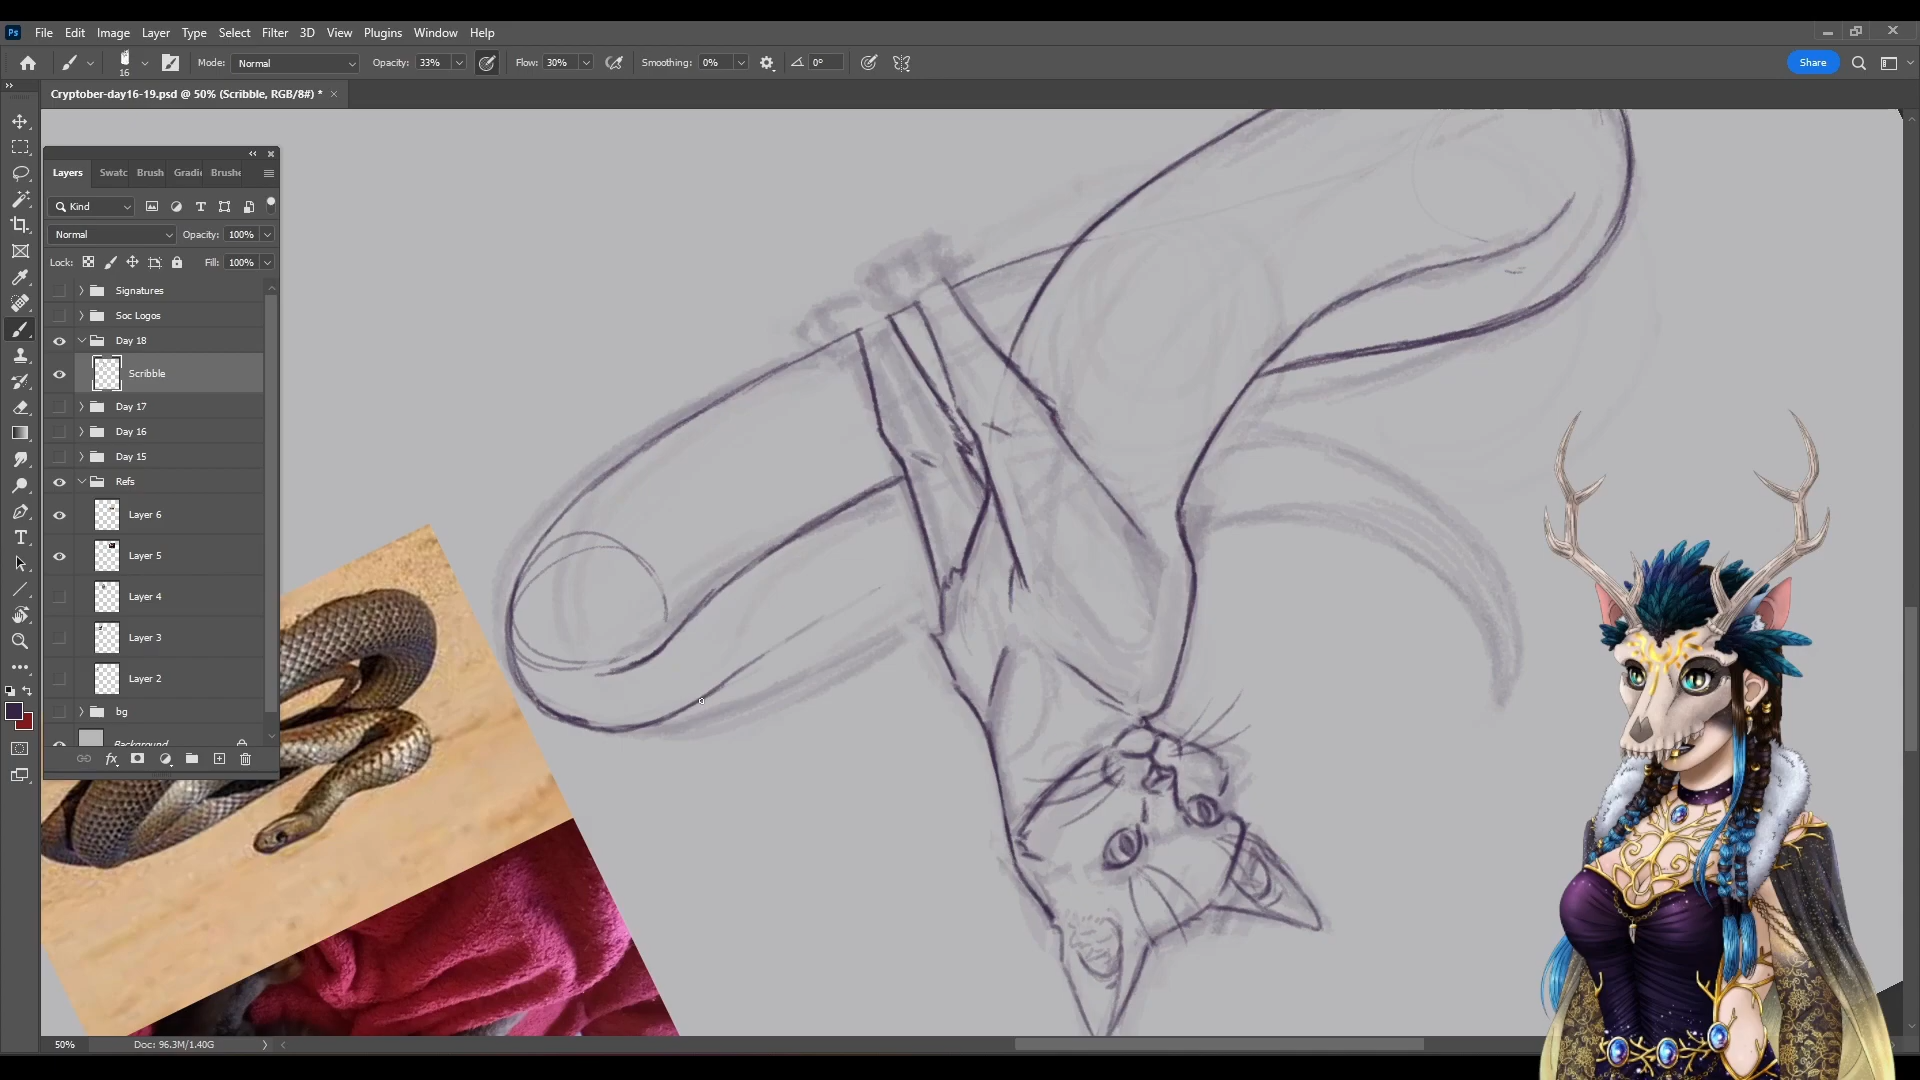 Ps File Edit Image Layer Type Select Filter 3D View Plugins Window Help
16 Mode: Normal Opacity: 33% Flow: 30% Smoothing: 0% 0° Share
Cryptober-day16-19.psd @ 50% (Scribble, RGB/8#) * ×
Layers Swatc Brush Gradi Brushe
Kind
Normal Opacity: 100%
Lock: Fill: 100%
Signatures
Soc Logos
Day 18
Scribble
Day 17
Day 16
Day 15
Refs
Layer 6
Layer 5
Layer 4
Layer 3
Layer 2
bg
Background
fx
50% Doc: 96.3M/1.40G